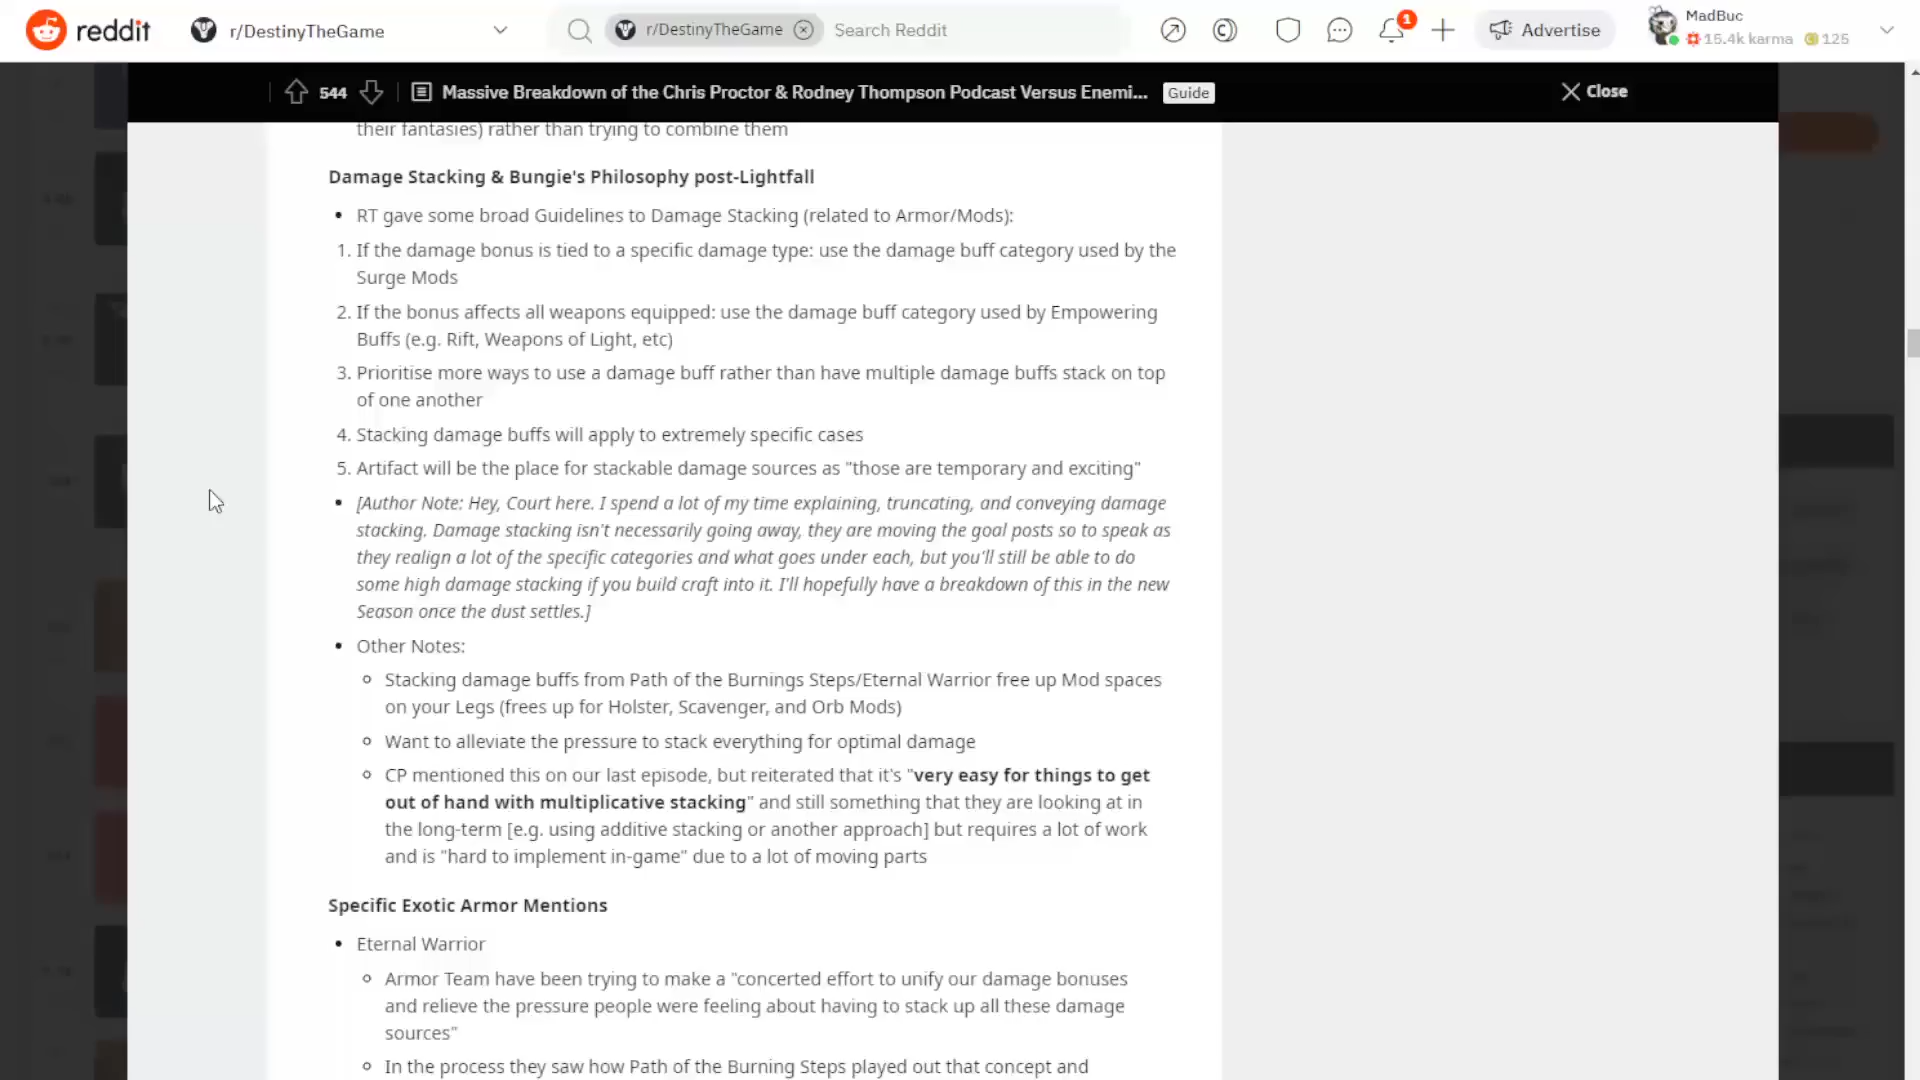 reddit
r/DestinyTheGame
r/DestinyTheGame
Search Reddit
1
Advertise
MadBuc
15.4k karma
125
544
Massive Breakdown of the Chris Proctor & Rodney Thompson Podcast Versus Enemi...
Guide
Close
their fantasies) rather than trying to combine them
Damage Stacking & Bungie's Philosophy post-Lightfall
• RT gave some broad Guidelines to Damage Stacking (related to Armor/Mods):
1. If the damage bonus is tied to a specific damage type: use the damage buff category used by the
Surge Mods
2. If the bonus affects all weapons equipped: use the damage buff category used by Empowering
Buffs (e.g. Rift, Weapons of Light, etc)
3. Prioritise more ways to use a damage buff rather than have multiple damage buffs stack on top
of one another
4. Stacking damage buffs will apply to extremely specific cases
5. Artifact will be the place for stackable damage sources as "those are temporary and exciting"
• [Author Note: Hey, Court here. I spend a lot of my time explaining, truncating, and conveying damage
stacking. Damage stacking isn't necessarily going away, they are moving the goal posts so to speak as
they realign a lot of the specific categories and what goes under each, but you'll still be able to do
some high damage stacking if you build craft into it. I'll hopefully have a breakdown of this in the new
Season once the dust settles.]
• Other Notes:
◦ Stacking damage buffs from Path of the Burnings Steps/Eternal Warrior free up Mod spaces
on your Legs (frees up for Holster, Scavenger, and Orb Mods)
◦ Want to alleviate the pressure to stack everything for optimal damage
◦ CP mentioned this on our last episode, but reiterated that it's "very easy for things to get
out of hand with multiplicative stacking" and still something that they are looking at in
the long-term [e.g. using additive stacking or another approach] but requires a lot of work
and is "hard to implement in-game" due to a lot of moving parts
Specific Exotic Armor Mentions
• Eternal Warrior
◦ Armor Team have been trying to make a "concerted effort to unify our damage bonuses
and relieve the pressure people were feeling about having to stack up all these damage
sources"
◦ In the process they saw how Path of the Burning Steps played out that concept and